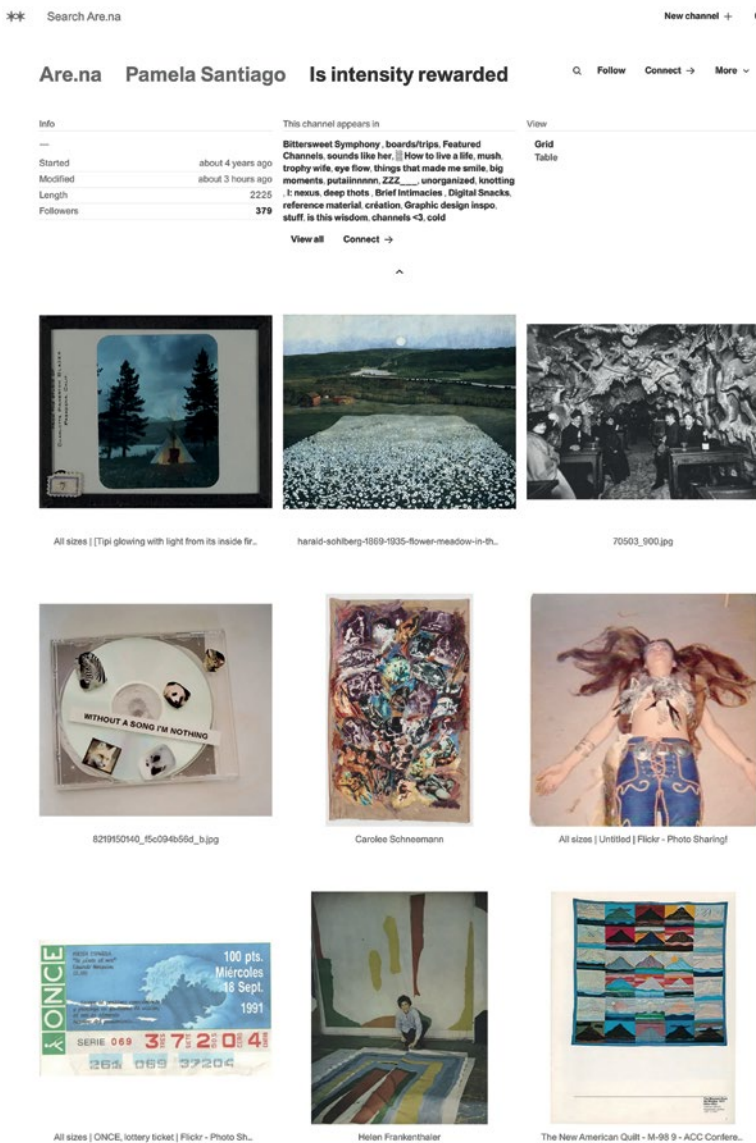 Search Are.na
New channel +
Are.na Pamela Santiago Is intensity rewarded
Follow Connect → More
Info
—
Started about 4 years ago
Modified about 3 hours ago
Length 2225
Followers 379
This channel appears in
Bittersweet Symphony, boards/trips, Featured
Channels, sounds like her, How to live a life, mush,
trophy wife, eye flow, things that made me smile, big
moments, putaiinnnnn, ZZZ___, unorganized, knotting
, I: nexus, deep thots, Brief Intimacies, Digital Snacks,
reference material, création, Graphic design inspo,
stuff, is this wisdom, channels <3, cold
View all Connect →
View
Grid
Table
7
All sizes | [Tipi glowing with light from its inside fir...
harald-sohlberg-1869-1935-flower-meadow-in-th...
70503_900.jpg
WITHOUT A SONG I'M NOTHING
8219150140_f5c094b56d_b.jpg
Carolee Schneemann
All sizes | Untitled | Flickr - Photo Sharing!
ONCE
100 pts.
Miércoles
18 Sept.
1991
SERIE 069 37204
264 069 37204
All sizes | ONCE, lottery ticket | Flickr - Photo Sh...
Helen Frankenthaler
The New American Quilt - M-98 9 - ACC Confere...